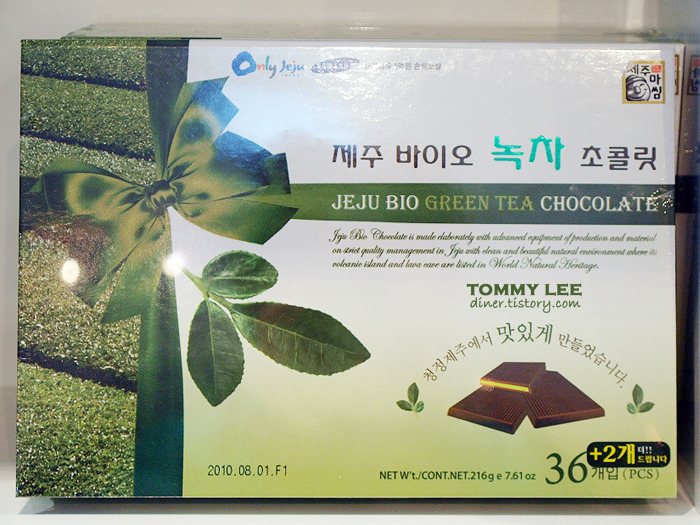 Only Jeju
제주마씸
제주 바이오 녹차 초콜릿
JEJU BIO GREEN TEA CHOCOLATE
Jeju Bio Chocolate is made elaborately with advanced equipment of production and material
on strict quality management in Jeju with clean and beautiful natural environment where its
volcanic island and lava cave are listed in World Natural Heritage.
TOMMY LEE
diner.tistory.com
청정제주에서 맛있게 만들었습니다.
2010.08.01.F1
NET W't./CONT.NET.216g e 7.61oz 36개입(PCS)
+2개 더!!
드립니다